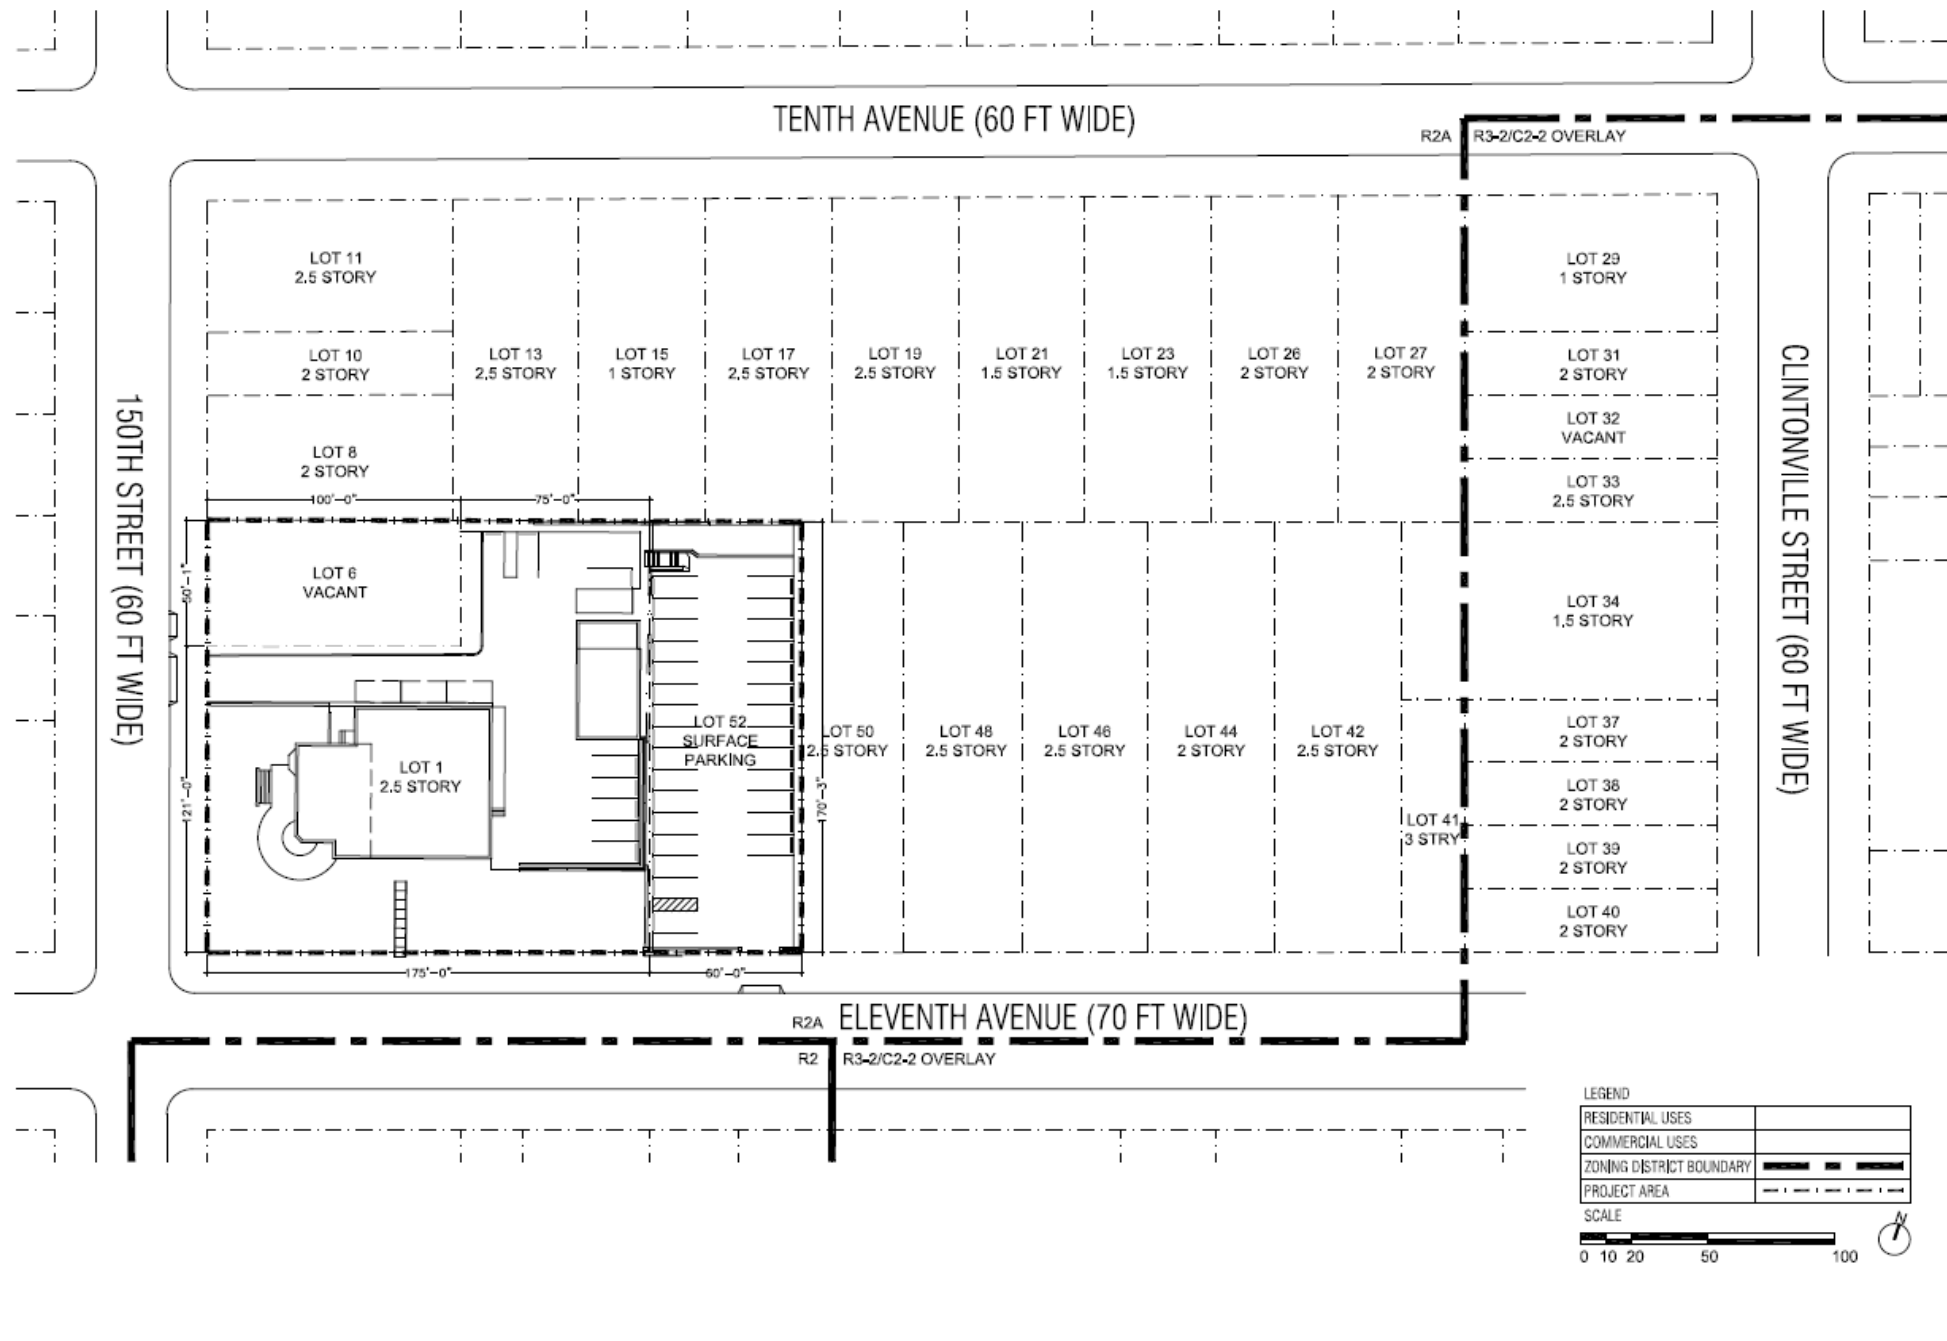 TENTH AVENUE (60 FT WIDE)
R2A
R3-2/C2-2 OVERLAY
LOT 11
2.5 STORY
LOT 29
1 STORY
LOT 10
2 STORY
LOT 13
2.5 STORY
LOT 15
1 STORY
LOT 17
2.5 STORY
LOT 19
2.5 STORY
LOT 21
1.5 STORY
LOT 23
1.5 STORY
LOT 26
2 STORY
LOT 27
2 STORY
LOT 31
2 STORY
LOT 32
VACANT
LOT 8
2 STORY
LOT 33
2.5 STORY
150TH STREET (60 FT WIDE)
CLINTONVILLE STREET (60 FT WIDE)
100'-0"
75'-0"
50'-1"
LOT 6
VACANT
LOT 34
1.5 STORY
LOT 52
SURFACE
PARKING
LOT 50
2.5 STORY
LOT 48
2.5 STORY
LOT 46
2.5 STORY
LOT 44
2 STORY
LOT 42
2.5 STORY
LOT 37
2 STORY
LOT 1
2.5 STORY
121'-0"
170'-3"
LOT 38
2 STORY
LOT 41
3 STRY
LOT 39
2 STORY
LOT 40
2 STORY
175'-0"
60'-0"
R2A
ELEVENTH AVENUE (70 FT WIDE)
R2
R3-2/C2-2 OVERLAY
LEGEND
RESIDENTIAL USES
COMMERCIAL USES
ZONING DISTRICT BOUNDARY
PROJECT AREA
SCALE
N
0 10 20 50 100